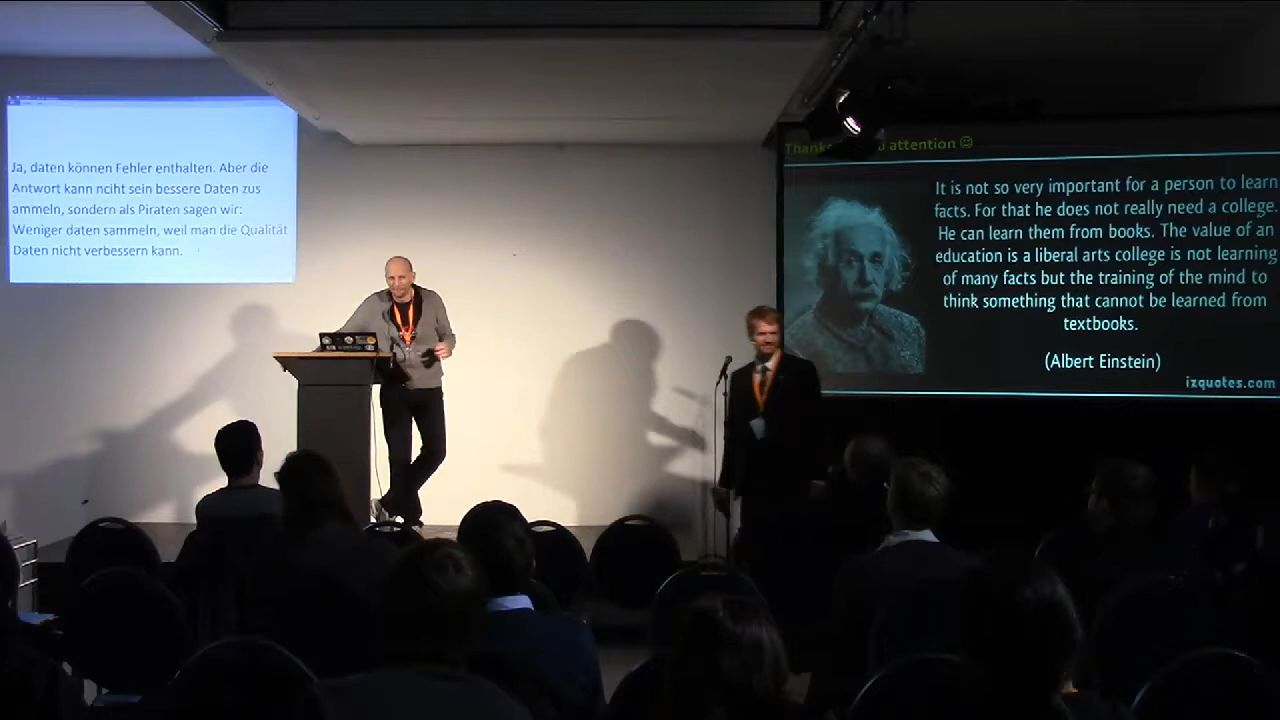 Ja, daten können Fehler enthalten. Aber die
Antwort kann nciht sein bessere Daten zus
ammeln, sondern als Piraten sagen wir:
Weniger daten sammeln, weil man die Qualität
Daten nicht verbessern kann.
Thank attention ☺
It is not so very important for a person to learn
facts. For that he does not really need a college.
He can learn them from books. The value of an
education is a liberal arts college is not learning
of many facts but the training of the mind to
think something that cannot be learned from
textbooks.
(Albert Einstein)
izquotes.com